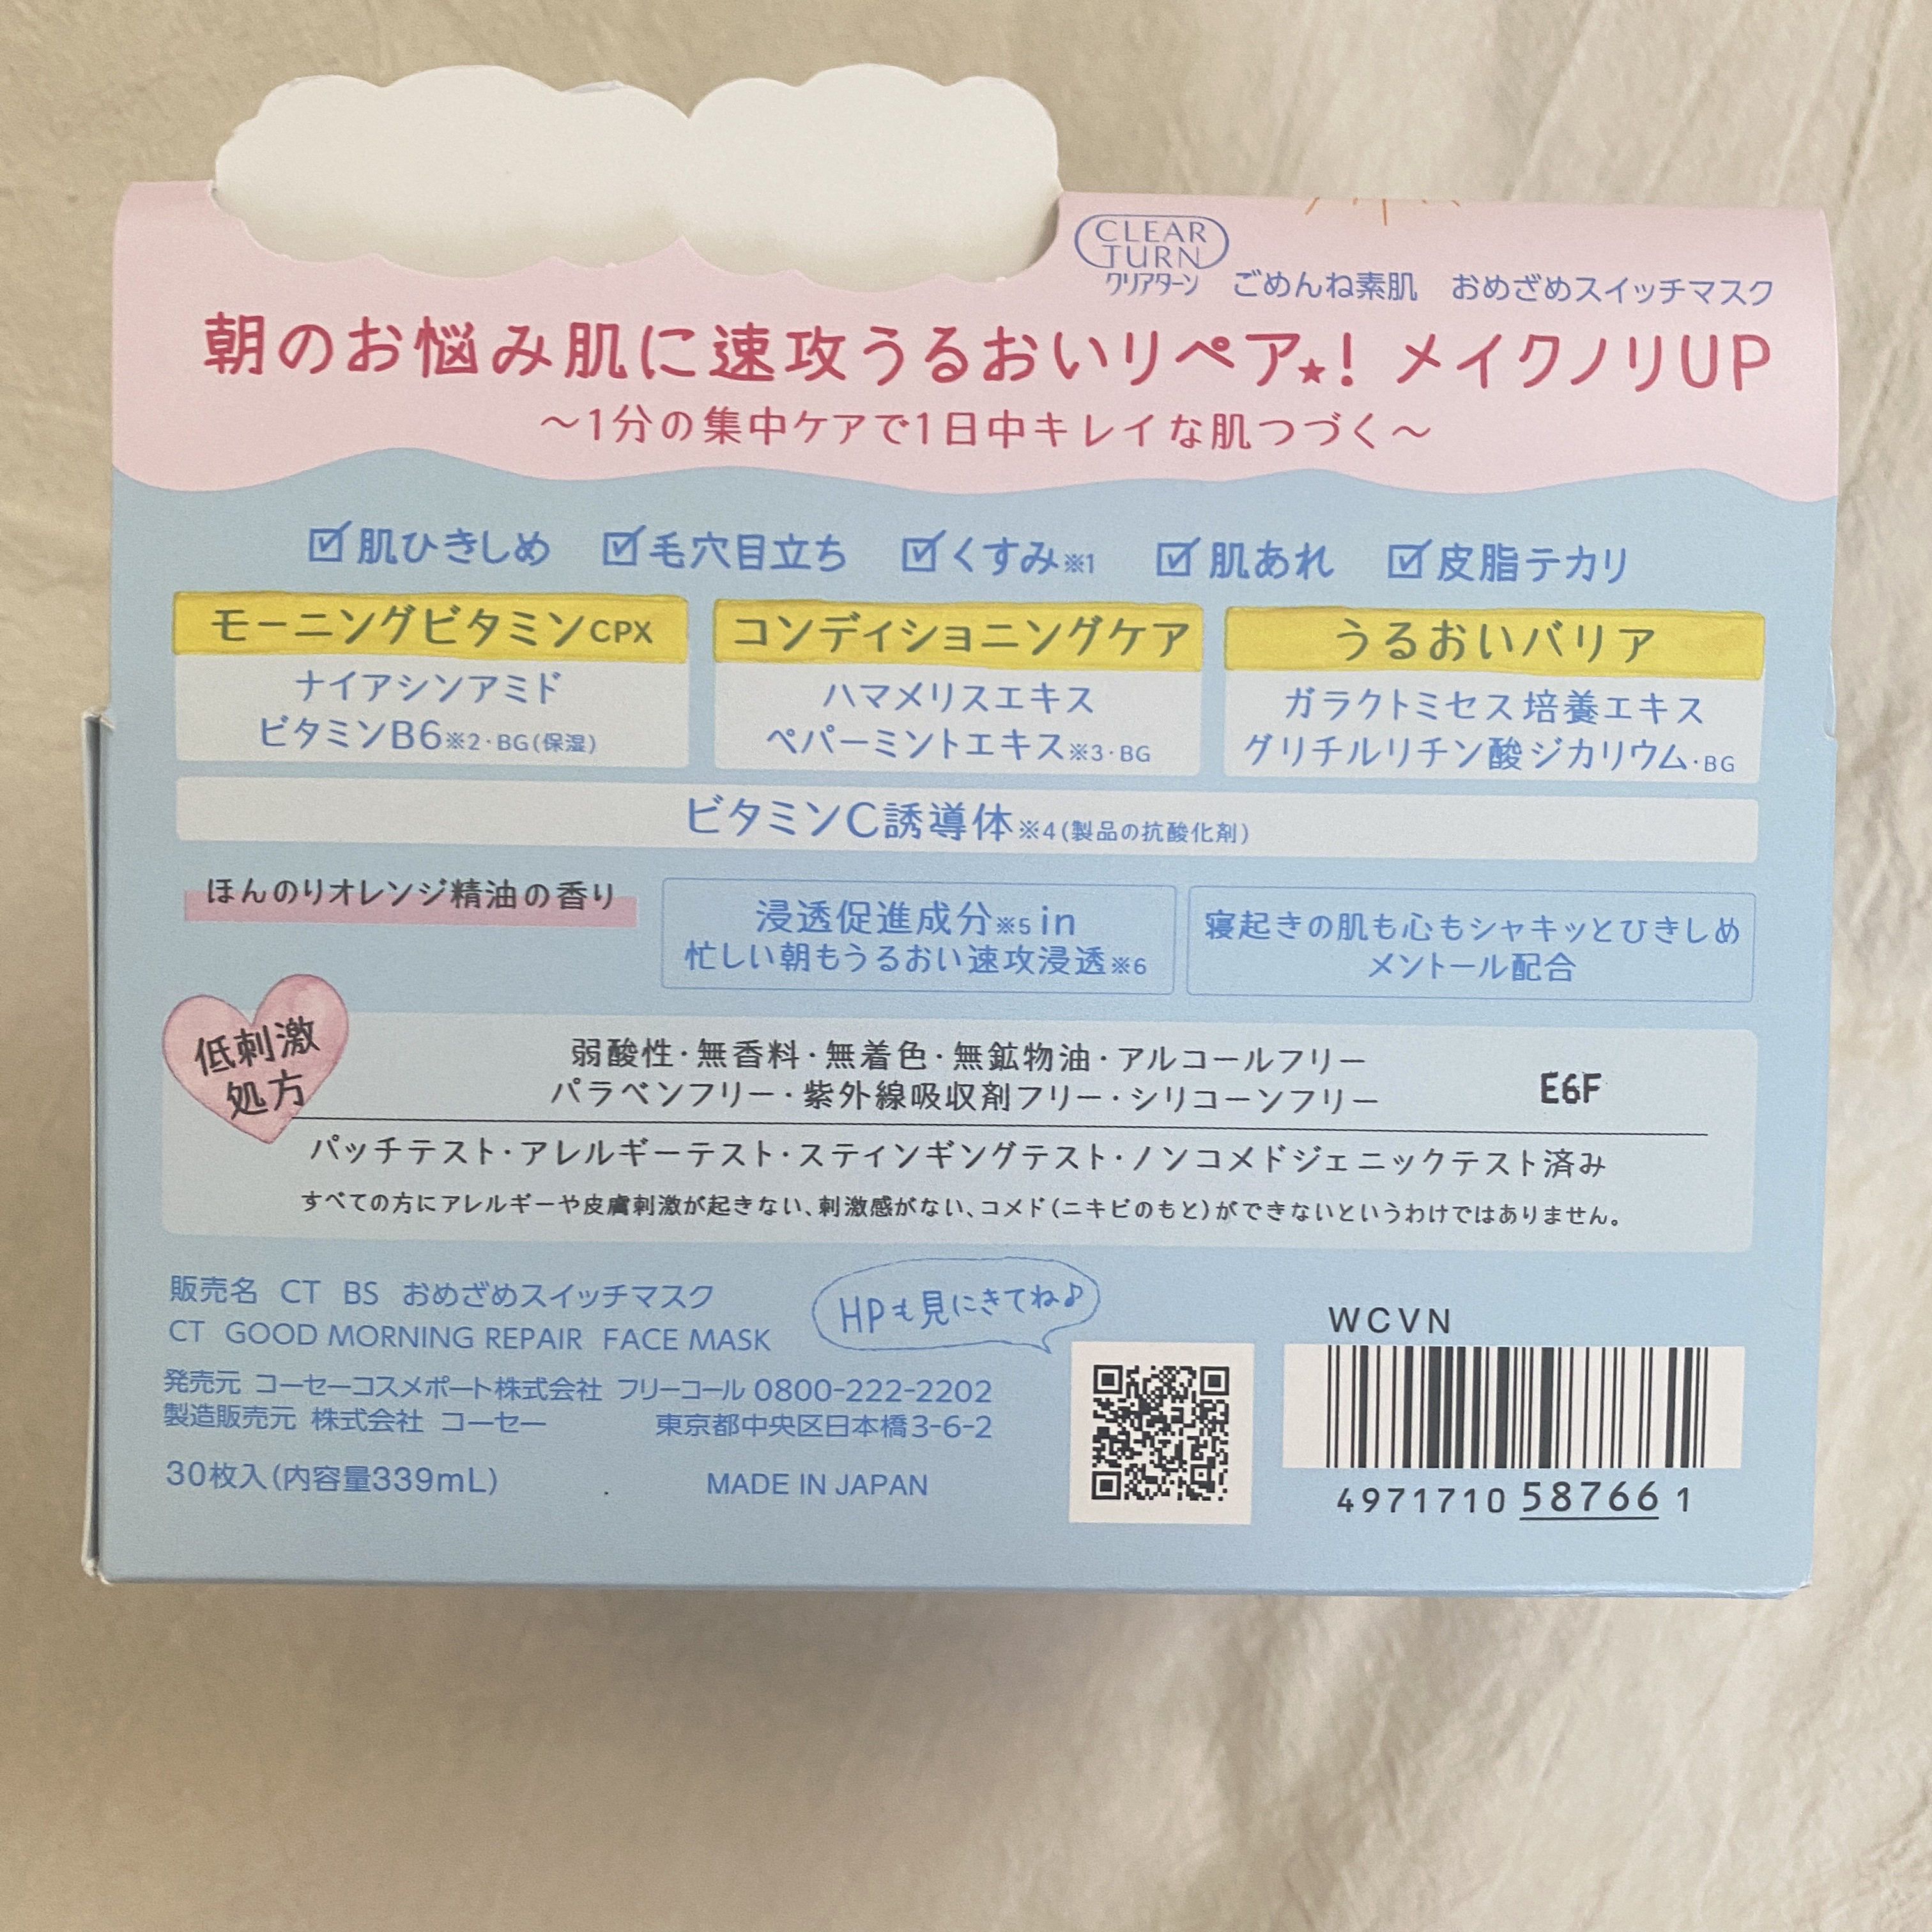 CLEAR
TURN
クリアターン ごめんね素肌 おめざめスイッチマスク
朝のお悩み肌に速攻うるおいリペア★! メイクノリUP
〜1分の集中ケアで1日中キレイな肌つづく〜
肌ひきしめ 毛穴目立ち くすみ※1 肌あれ 皮脂テカリ
モーニングビタミンCPX
ナイアシンアミド
ビタミンB6※2・BG(保湿)
コンディショニングケア
ハマメリスエキス
ペパーミントエキス※3・BG
うるおいバリア
ガラクトミセス培養エキス
グリチルリチン酸ジカリウム・BG
ビタミンC誘導体※4(製品の抗酸化剤)
ほんのりオレンジ精油の香り
浸透促進成分※5 in
忙しい朝もうるおい速攻浸透※6
寝起きの肌も心もシャキッとひきしめ
メントール配合
低刺激
処方
弱酸性・無香料・無着色・無鉱物油・アルコールフリー
パラベンフリー・紫外線吸収剤フリー・シリコーンフリー
E6F
パッチテスト・アレルギーテスト・スティンギングテスト・ノンコメドジェニックテスト済み
すべての方にアレルギーや皮膚刺激が起きない、刺激感がない、コメド(ニキビのもと)ができないというわけではありません。
販売名 CT BS おめざめスイッチマスク
CT GOOD MORNING REPAIR FACE MASK
HPも見にきてね♪
発売元 コーセーコスメポート株式会社 フリーコール 0800-222-2202
製造販売元 株式会社 コーセー 東京都中央区日本橋3-6-2
30枚入(内容量339mL) MADE IN JAPAN
WCVN
4971710 58766 1